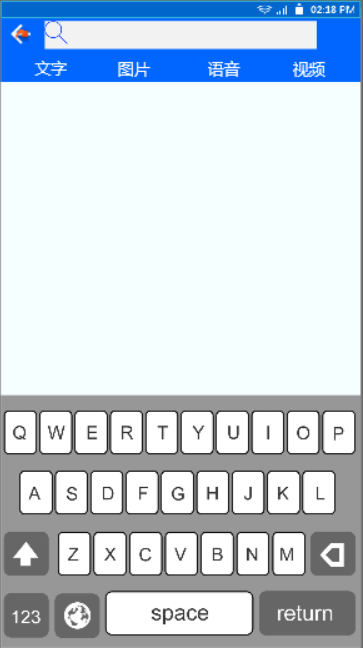 02:18 PM
文字 图片 语音 视频
Q W E R T Y U I O P
A S D F G H J K L
Z X C V B N M
123 space return